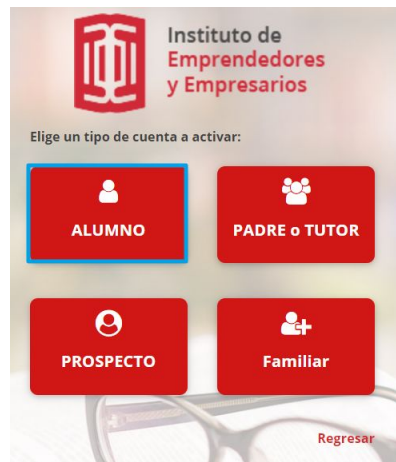 Instituto de
Emprendedores
y Empresarios
Elige un tipo de cuenta a activar:
ALUMNO
PADRE o TUTOR
PROSPECTO
Familiar
Regresar